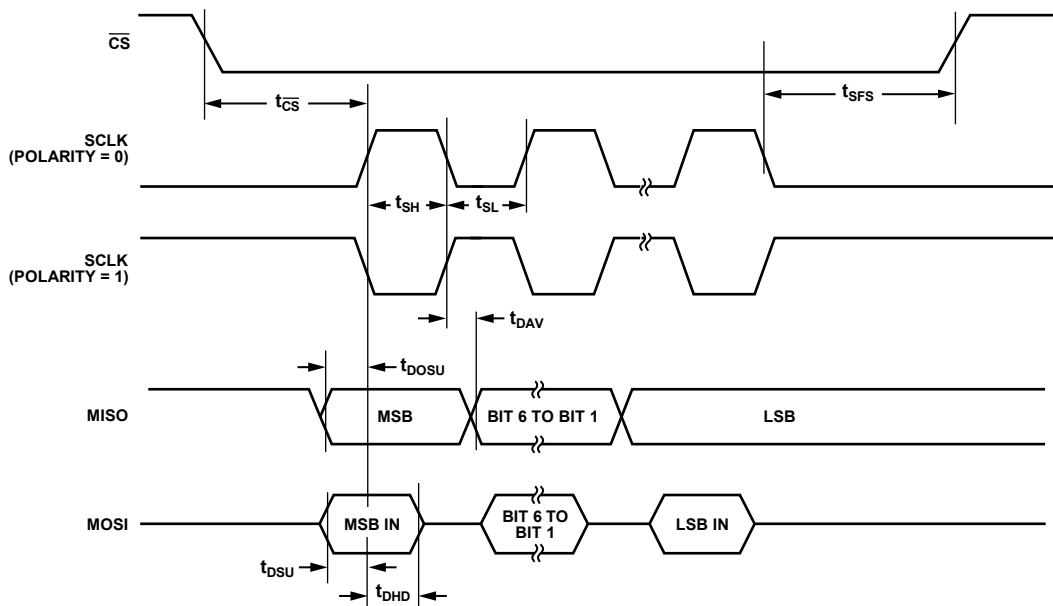 CS
tCS
tSFS
SCLK
(POLARITY = 0)
tSH
tSL
SCLK
(POLARITY = 1)
tDAV
tDOSU
MISO
MSB
BIT 6 TO BIT 1
LSB
MOSI
MSB IN
BIT 6 TO
BIT 1
LSB IN
tDSU
tDHD